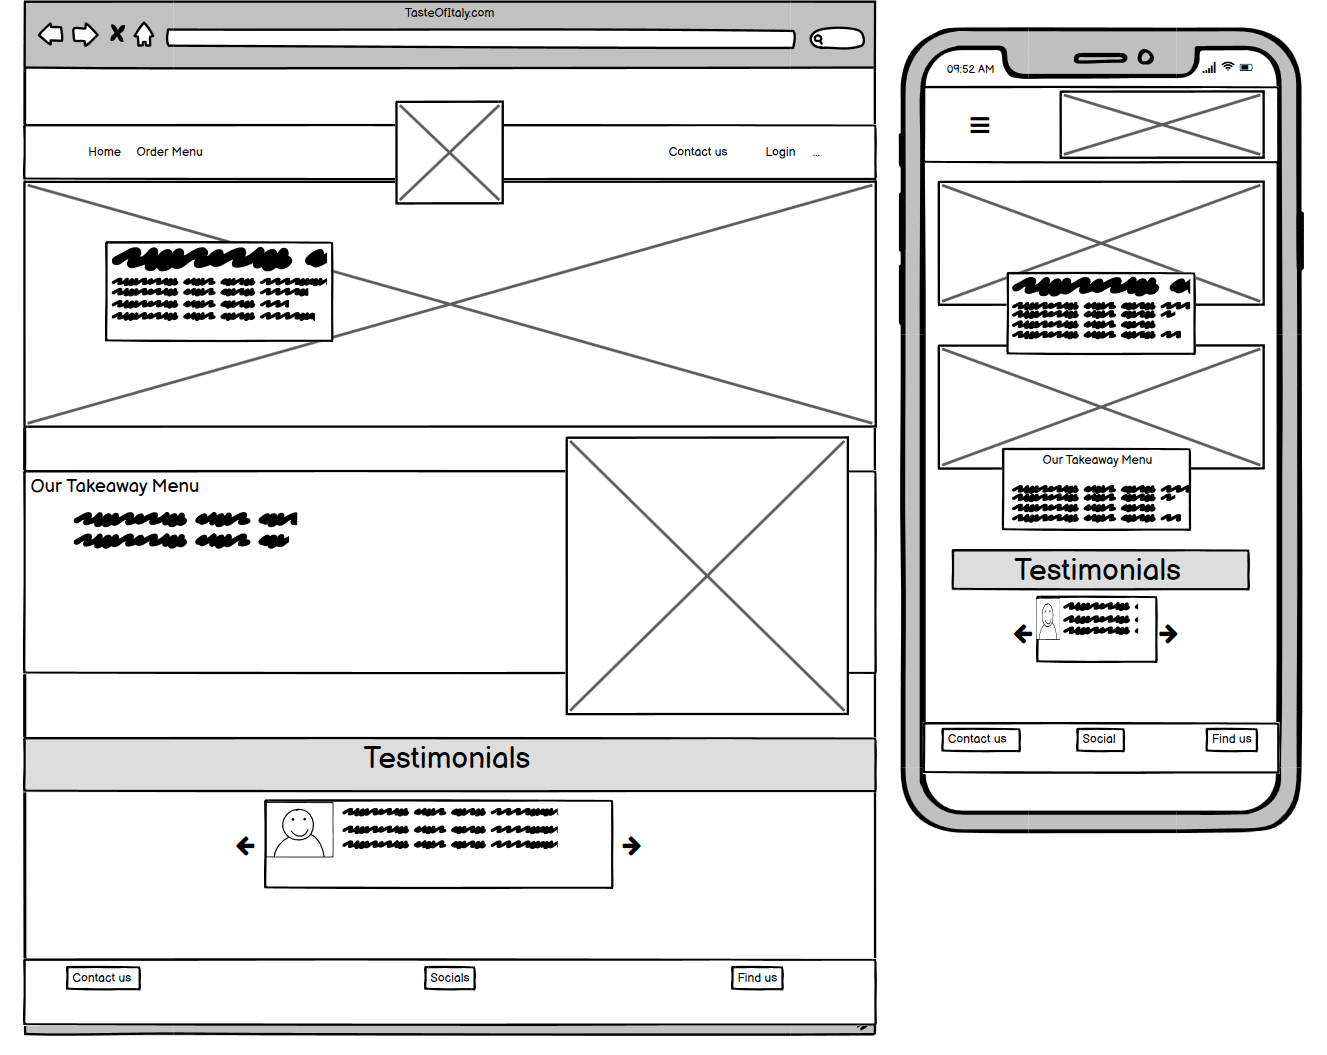 TasteOfItaly.com
Home Order Menu Contact us Login ...
Our Takeaway Menu
Testimonials
Contact us Socials Find us
09:52 AM
Our Takeaway Menu
Testimonials
Contact us Social Find us